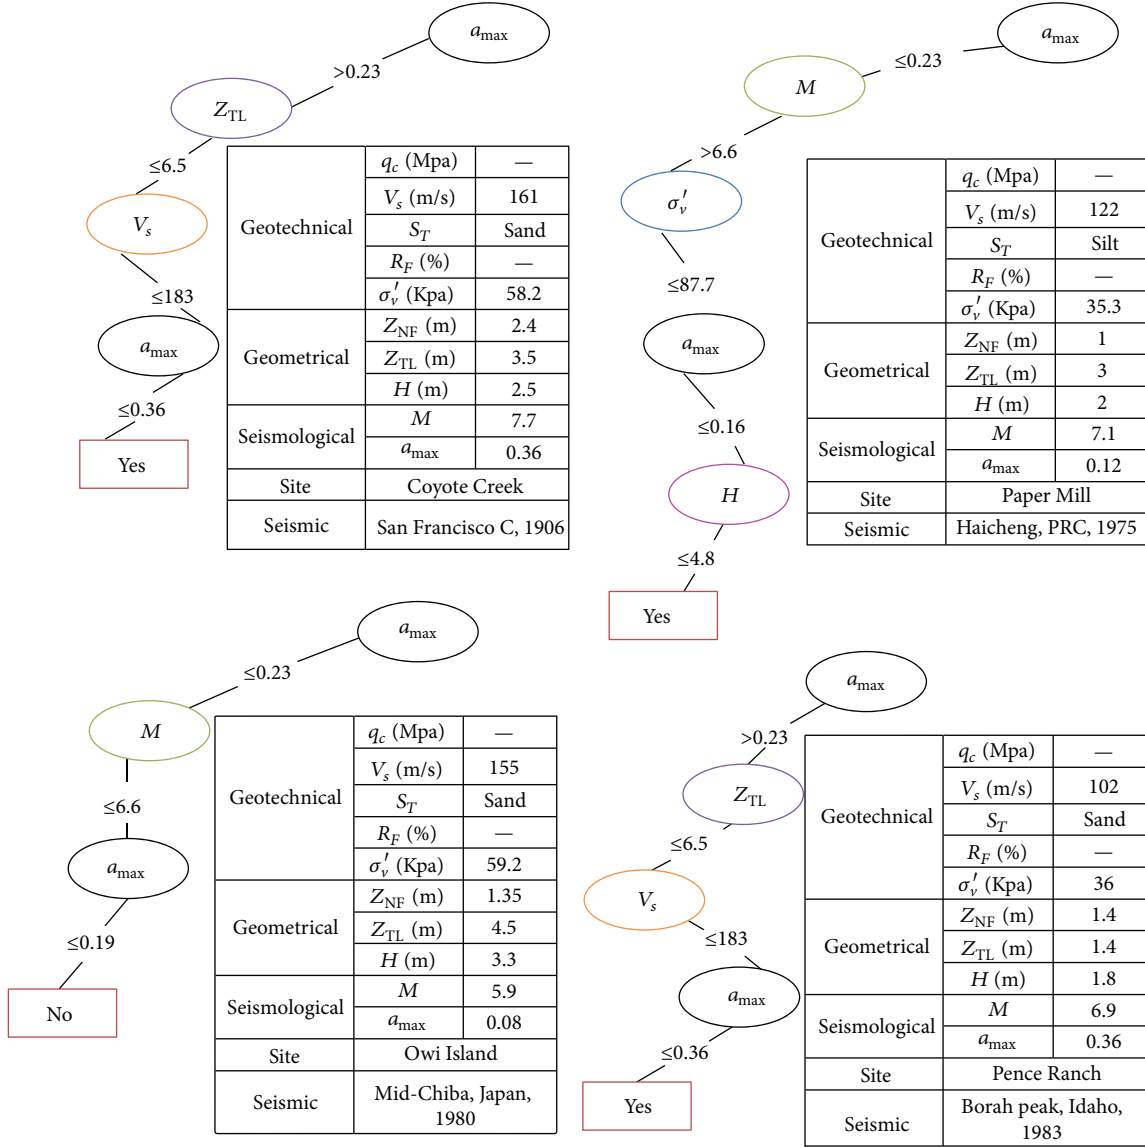 a_max
>0.23
Z_TL
≤6.5
V_s
≤183
a_max
≤0.36
Yes
Geotechnical
q_c (Mpa) —
V_s (m/s) 161
S_T Sand
R_F (%) —
σ′_v (Kpa) 58.2
Geometrical
Z_NF (m) 2.4
Z_TL (m) 3.5
H (m) 2.5
Seismological
M 7.7
a_max 0.36
Site Coyote Creek
Seismic San Francisco C, 1906
a_max
≤0.23
M
>6.6
σ′_v
≤87.7
a_max
≤0.16
H
≤4.8
Yes
Geotechnical
q_c (Mpa) —
V_s (m/s) 122
S_T Silt
R_F (%) —
σ′_v (Kpa) 35.3
Geometrical
Z_NF (m) 1
Z_TL (m) 3
H (m) 2
Seismological
M 7.1
a_max 0.12
Site Paper Mill
Seismic Haicheng, PRC, 1975
a_max
≤0.23
M
≤6.6
a_max
≤0.19
No
Geotechnical
q_c (Mpa) —
V_s (m/s) 155
S_T Sand
R_F (%) —
σ′_v (Kpa) 59.2
Geometrical
Z_NF (m) 1.35
Z_TL (m) 4.5
H (m) 3.3
Seismological
M 5.9
a_max 0.08
Site Owi Island
Seismic Mid-Chiba, Japan,
1980
a_max
>0.23
Z_TL
≤6.5
V_s
≤183
a_max
≤0.36
Yes
Geotechnical
q_c (Mpa) —
V_s (m/s) 102
S_T Sand
R_F (%) —
σ′_v (Kpa) 36
Geometrical
Z_NF (m) 1.4
Z_TL (m) 1.4
H (m) 1.8
Seismological
M 6.9
a_max 0.36
Site Pence Ranch
Seismic Borah peak, Idaho,
1983